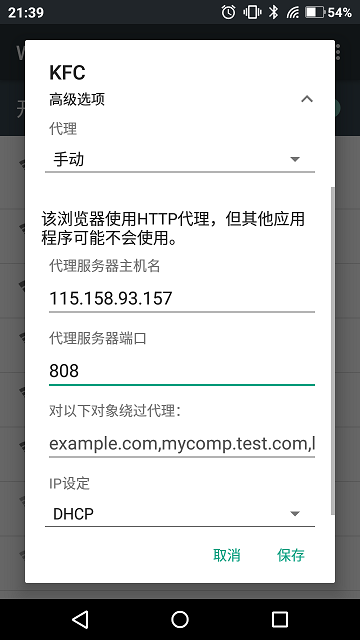 21:39
54%
W
KFC
高级选项
代理
手动
该浏览器使用HTTP代理，但其他应用
程序可能不会使用。
代理服务器主机名
115.158.93.157
代理服务器端口
808
对以下对象绕过代理：
example.com,mycomp.test.com,l
IP设定
DHCP
取消
保存